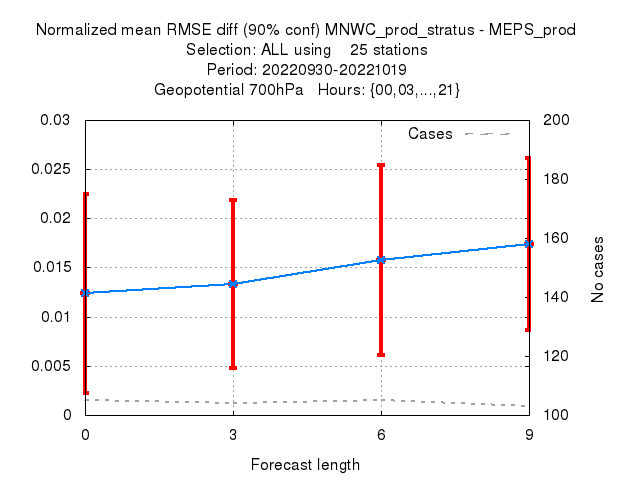 Normalized mean RMSE diff (90% conf) MNWC_prod_stratus - MEPS_prod
Selection: ALL using 25 stations
Period: 20220930-20221019
Geopotential 700hPa Hours: {00,03,...,21}
Cases
0.03
0.025
0.02
0.015
0.01
0.005
0
200
180
160
140
120
100
No cases
0 3 6 9
Forecast length